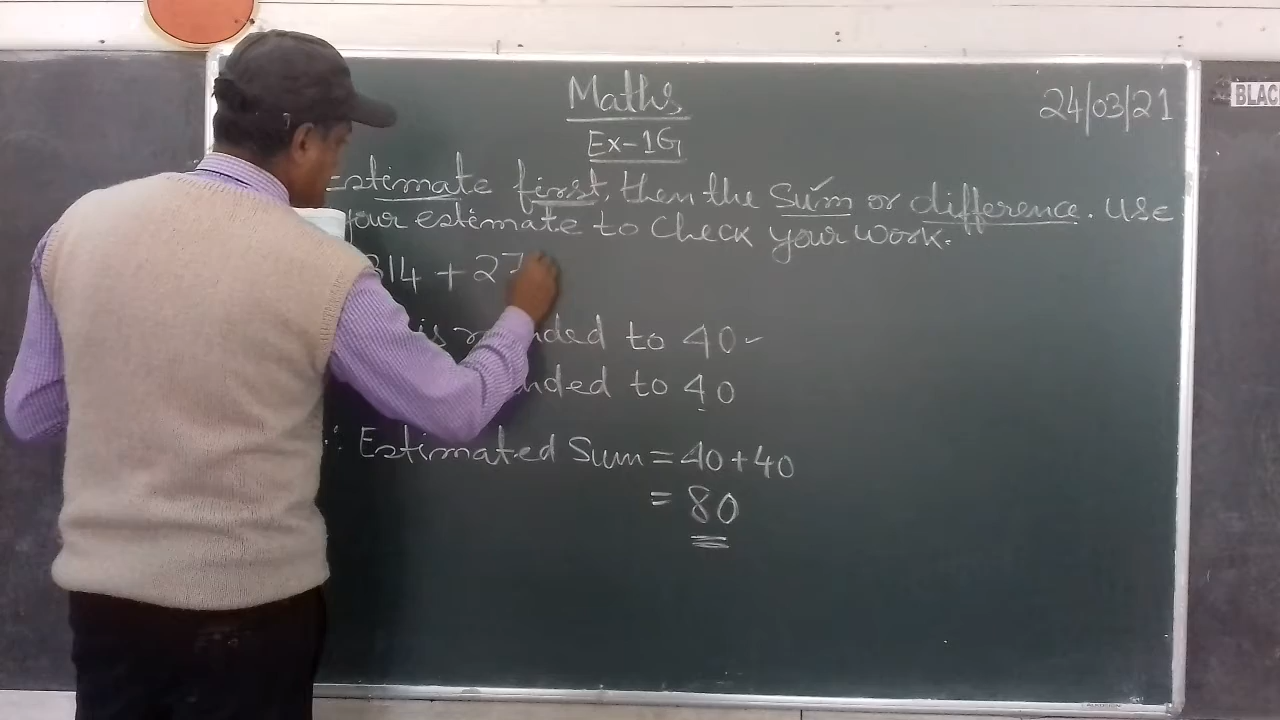 Maths
24/03/21
Ex-1G
Estimate first, then the Sum or difference. Use
your estimate to Check your work.
314 + 27
is rounded to 40
rounded to 40
∴ Estimated Sum = 40+40
= 80
BLAC